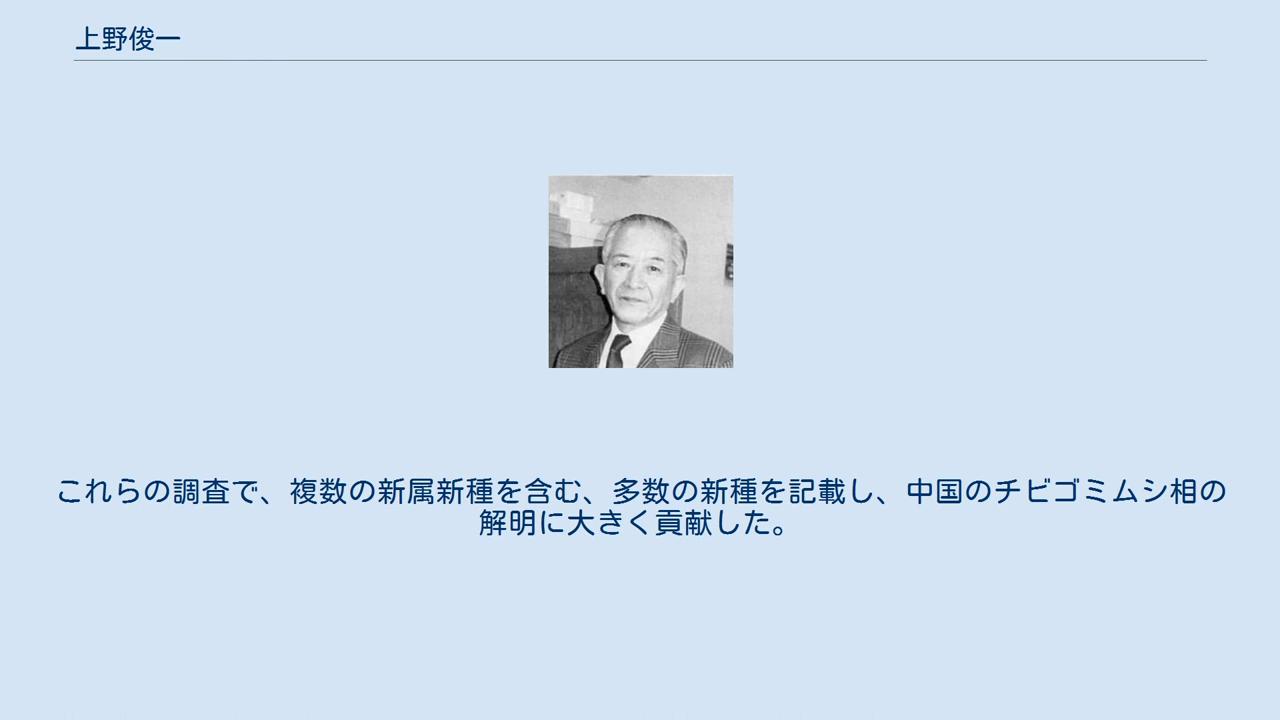 上野俊一
これらの調査で、複数の新属新種を含む、多数の新種を記載し、中国のチビゴミムシ相の
解明に大きく貢献した。